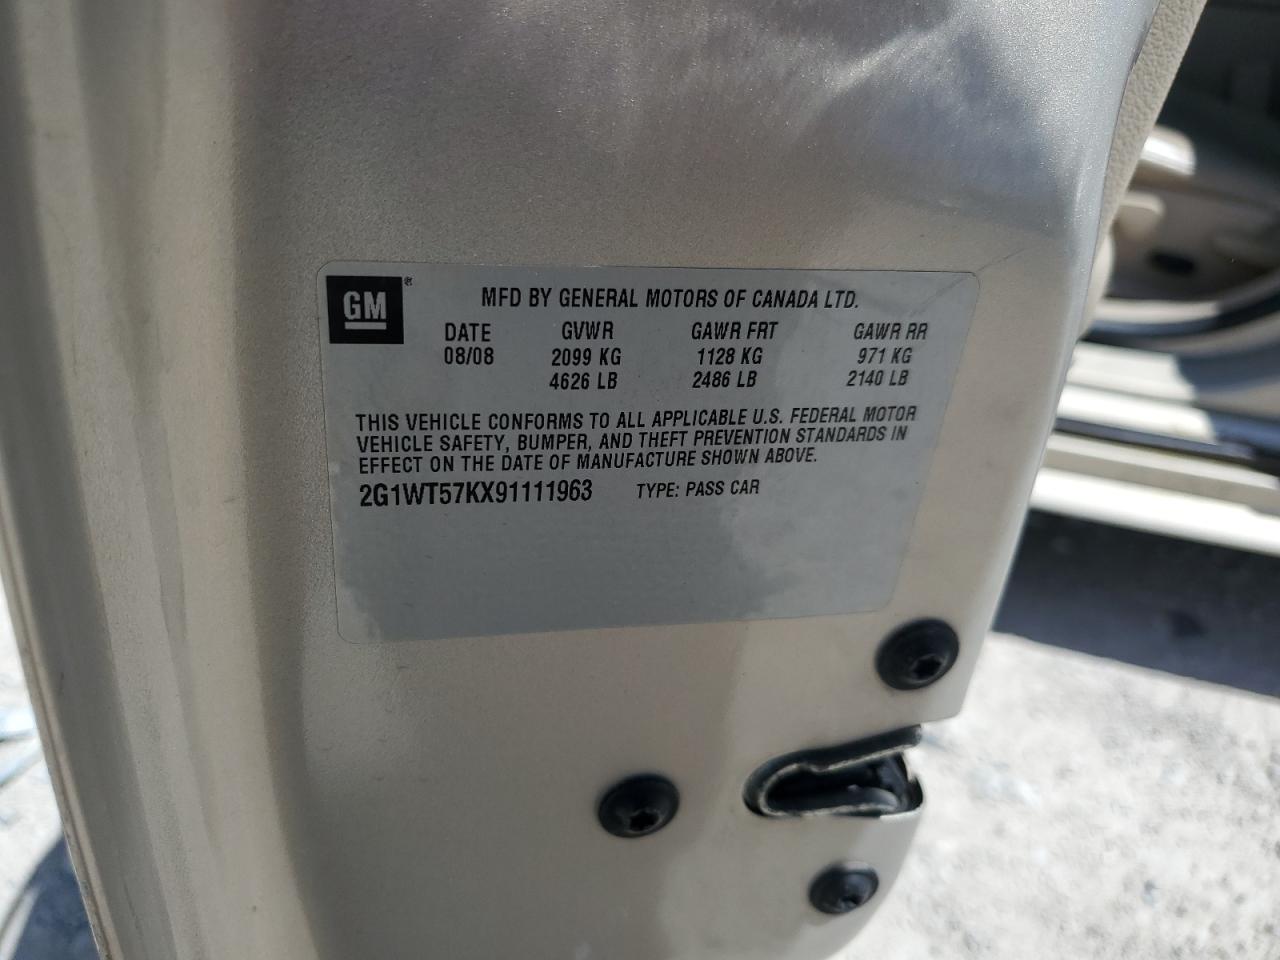 GM®
MFD BY GENERAL MOTORS OF CANADA LTD.
DATE GVWR GAWR FRT GAWR RR
08/08 2099 KG 1128 KG 971 KG
4626 LB 2486 LB 2140 LB
THIS VEHICLE CONFORMS TO ALL APPLICABLE U.S. FEDERAL MOTOR
VEHICLE SAFETY, BUMPER, AND THEFT PREVENTION STANDARDS IN
EFFECT ON THE DATE OF MANUFACTURE SHOWN ABOVE.
2G1WT57KX91111963 TYPE: PASS CAR